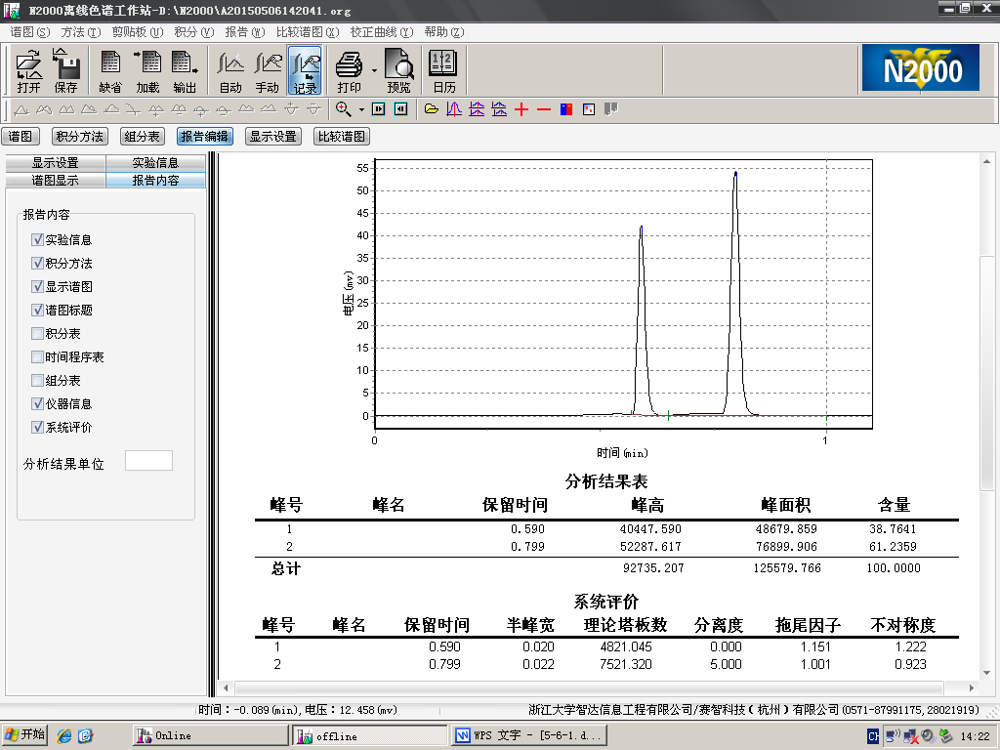 N2000离线色谱工作站-D:\N2000\A20150506142041.org
谱图(S) 方法(T) 剪贴板(U) 积分(V) 报告(W) 比较谱图(X) 校正曲线(Y) 帮助(Z)
打开 保存 缺省 加载 输出 自动 手动 记录 打印 预览 日历
N2000
谱图 积分方法 组分表 报告编辑 显示设置 比较谱图
显示设置 实验信息
谱图显示 报告内容
报告内容
实验信息
积分方法
显示谱图
谱图标题
积分表
时间程序表
组分表
仪器信息
系统评价
分析结果单位
电压(mv)
55
50
45
40
35
30
25
20
15
10
5
0
0 1
时间(min)
分析结果表
峰号 峰名 保留时间 峰高 峰面积 含量
1 0.590 40447.590 48679.859 38.7641
2 0.799 52287.617 76899.906 61.2359
总计 92735.207 125579.766 100.0000
系统评价
峰号 峰名 保留时间 半峰宽 理论塔板数 分离度 拖尾因子 不对称度
1 0.590 0.020 4821.045 0.000 1.151 1.222
2 0.799 0.022 7521.320 5.000 1.001 0.923
时间:-0.089(min),电压:12.458(mv) 浙江大学智达信息工程有限公司/赛智科技(杭州)有限公司(0571-87991175,28021919)
开始 Online offline WPS 文字 - [5-6-1.d... CH 14:22